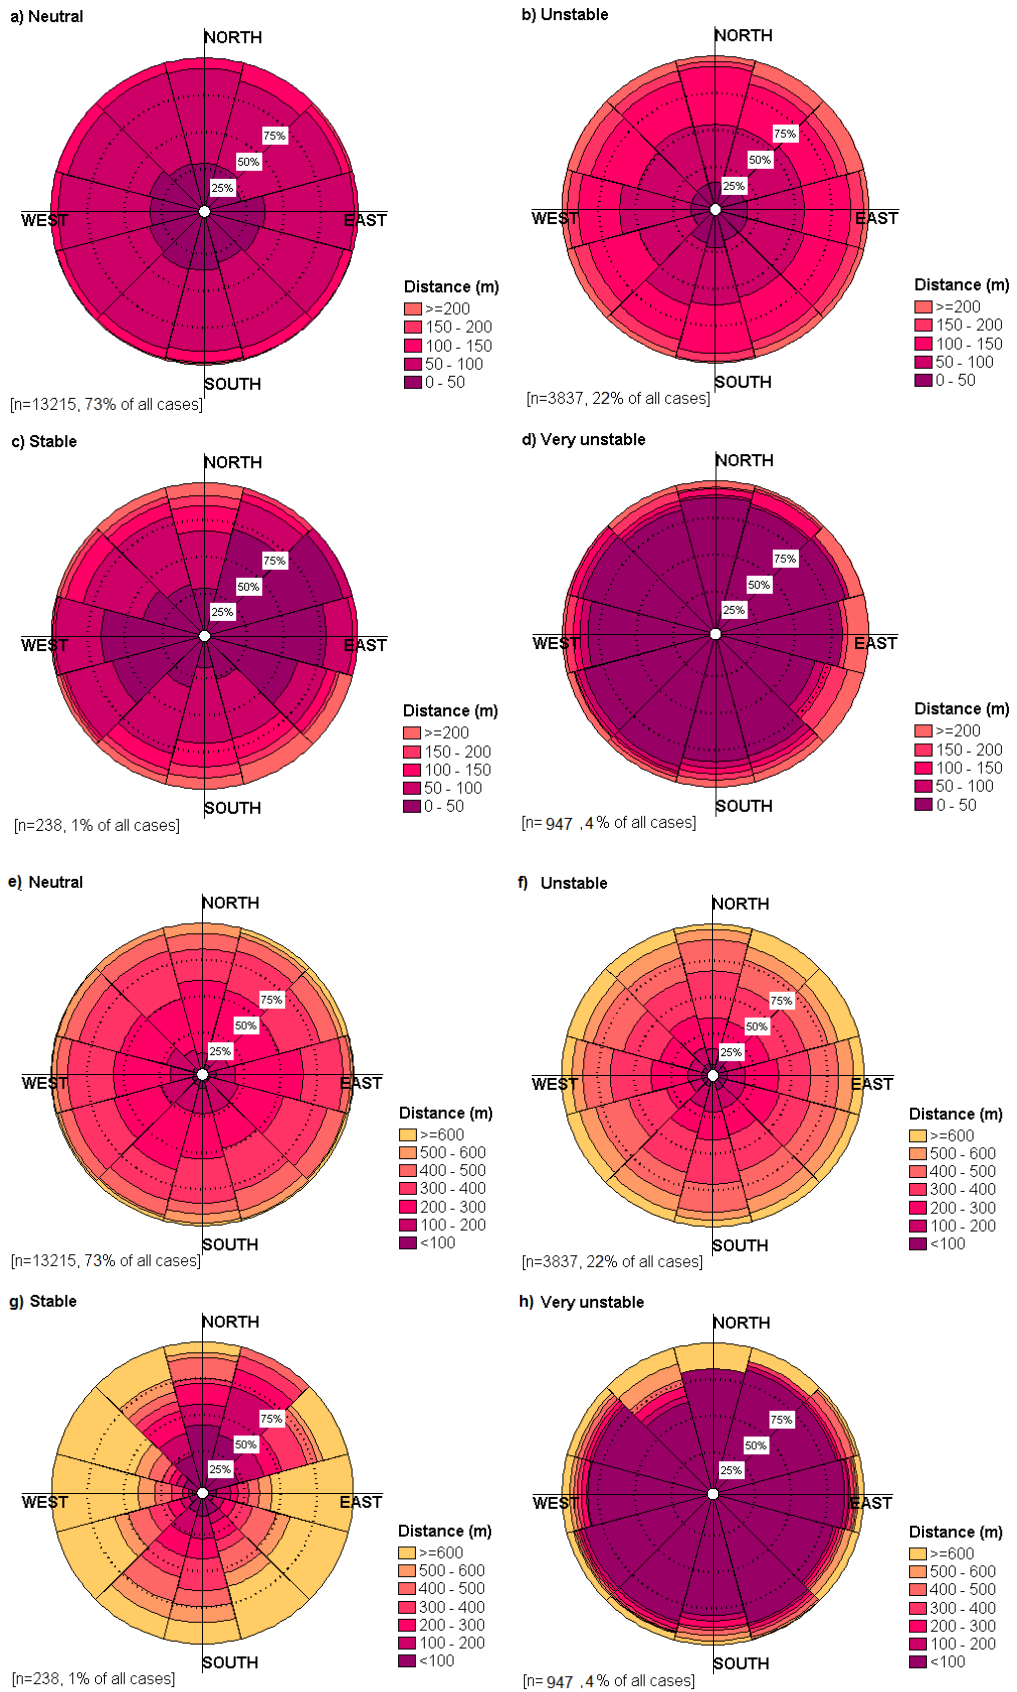 a) Neutral
NORTH
75%
50%
25%
WEST
EAST
SOUTH
Distance (m)
>=200
150 - 200
100 - 150
50 - 100
0 - 50
[n=13215, 73% of all cases]
b) Unstable
NORTH
75%
50%
25%
WEST
EAST
SOUTH
Distance (m)
>=200
150 - 200
100 - 150
50 - 100
0 - 50
[n=3837, 22% of all cases]
c) Stable
NORTH
75%
50%
25%
WEST
EAST
SOUTH
Distance (m)
>=200
150 - 200
100 - 150
50 - 100
0 - 50
[n=238, 1% of all cases]
d) Very unstable
NORTH
75%
50%
25%
WEST
EAST
SOUTH
Distance (m)
>=200
150 - 200
100 - 150
50 - 100
0 - 50
[n= 947 ,4% of all cases]
e) Neutral
NORTH
75%
50%
25%
WEST
EAST
SOUTH
Distance (m)
>=600
500 - 600
400 - 500
300 - 400
200 - 300
100 - 200
<100
[n=13215, 73% of all cases]
f) Unstable
NORTH
75%
50%
25%
WEST
EAST
SOUTH
Distance (m)
>=600
500 - 600
400 - 500
300 - 400
200 - 300
100 - 200
<100
[n=3837, 22% of all cases]
g) Stable
NORTH
75%
50%
25%
WEST
EAST
SOUTH
Distance (m)
>=600
500 - 600
400 - 500
300 - 400
200 - 300
100 - 200
<100
[n=238, 1% of all cases]
h) Very unstable
NORTH
75%
50%
25%
WEST
EAST
SOUTH
Distance (m)
>=600
500 - 600
400 - 500
300 - 400
200 - 300
100 - 200
<100
[n= 947 ,4% of all cases]